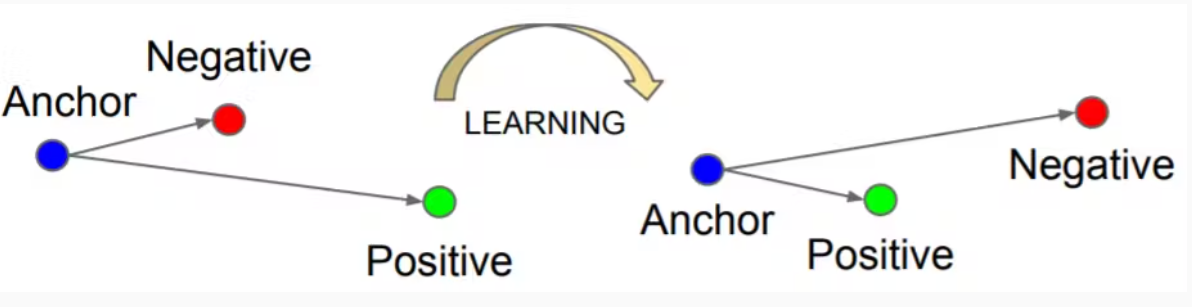 Negative
Anchor
Positive
LEARNING
Anchor
Positive
Negative